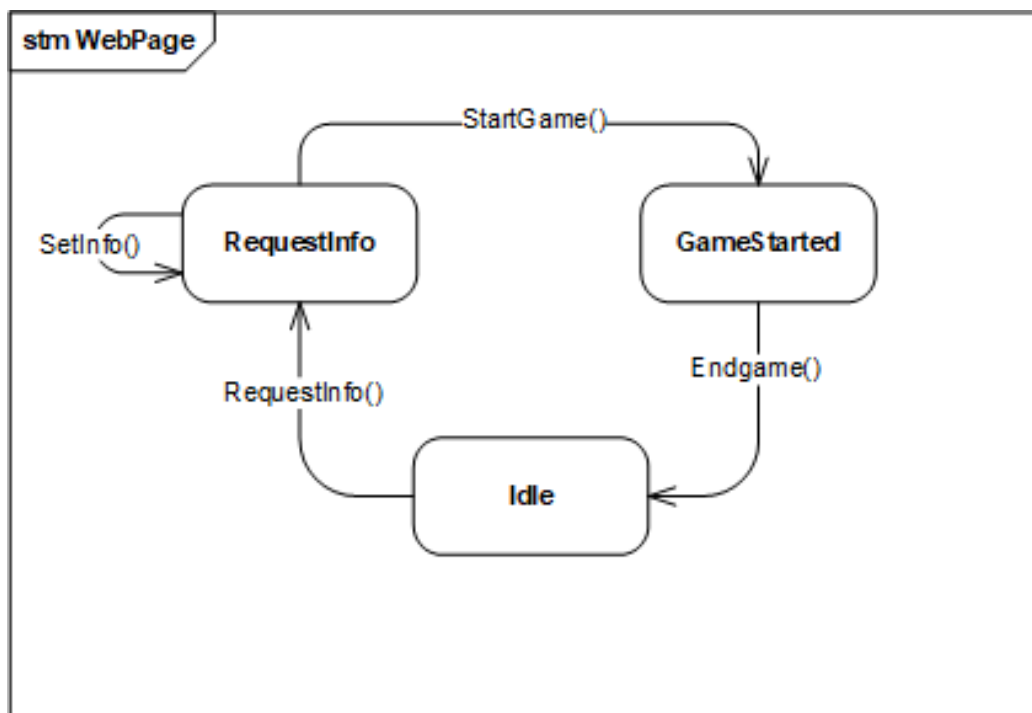 stm WebPage
StartGame()
SetInfo()
RequestInfo
GameStarted
RequestInfo()
Endgame()
Idle